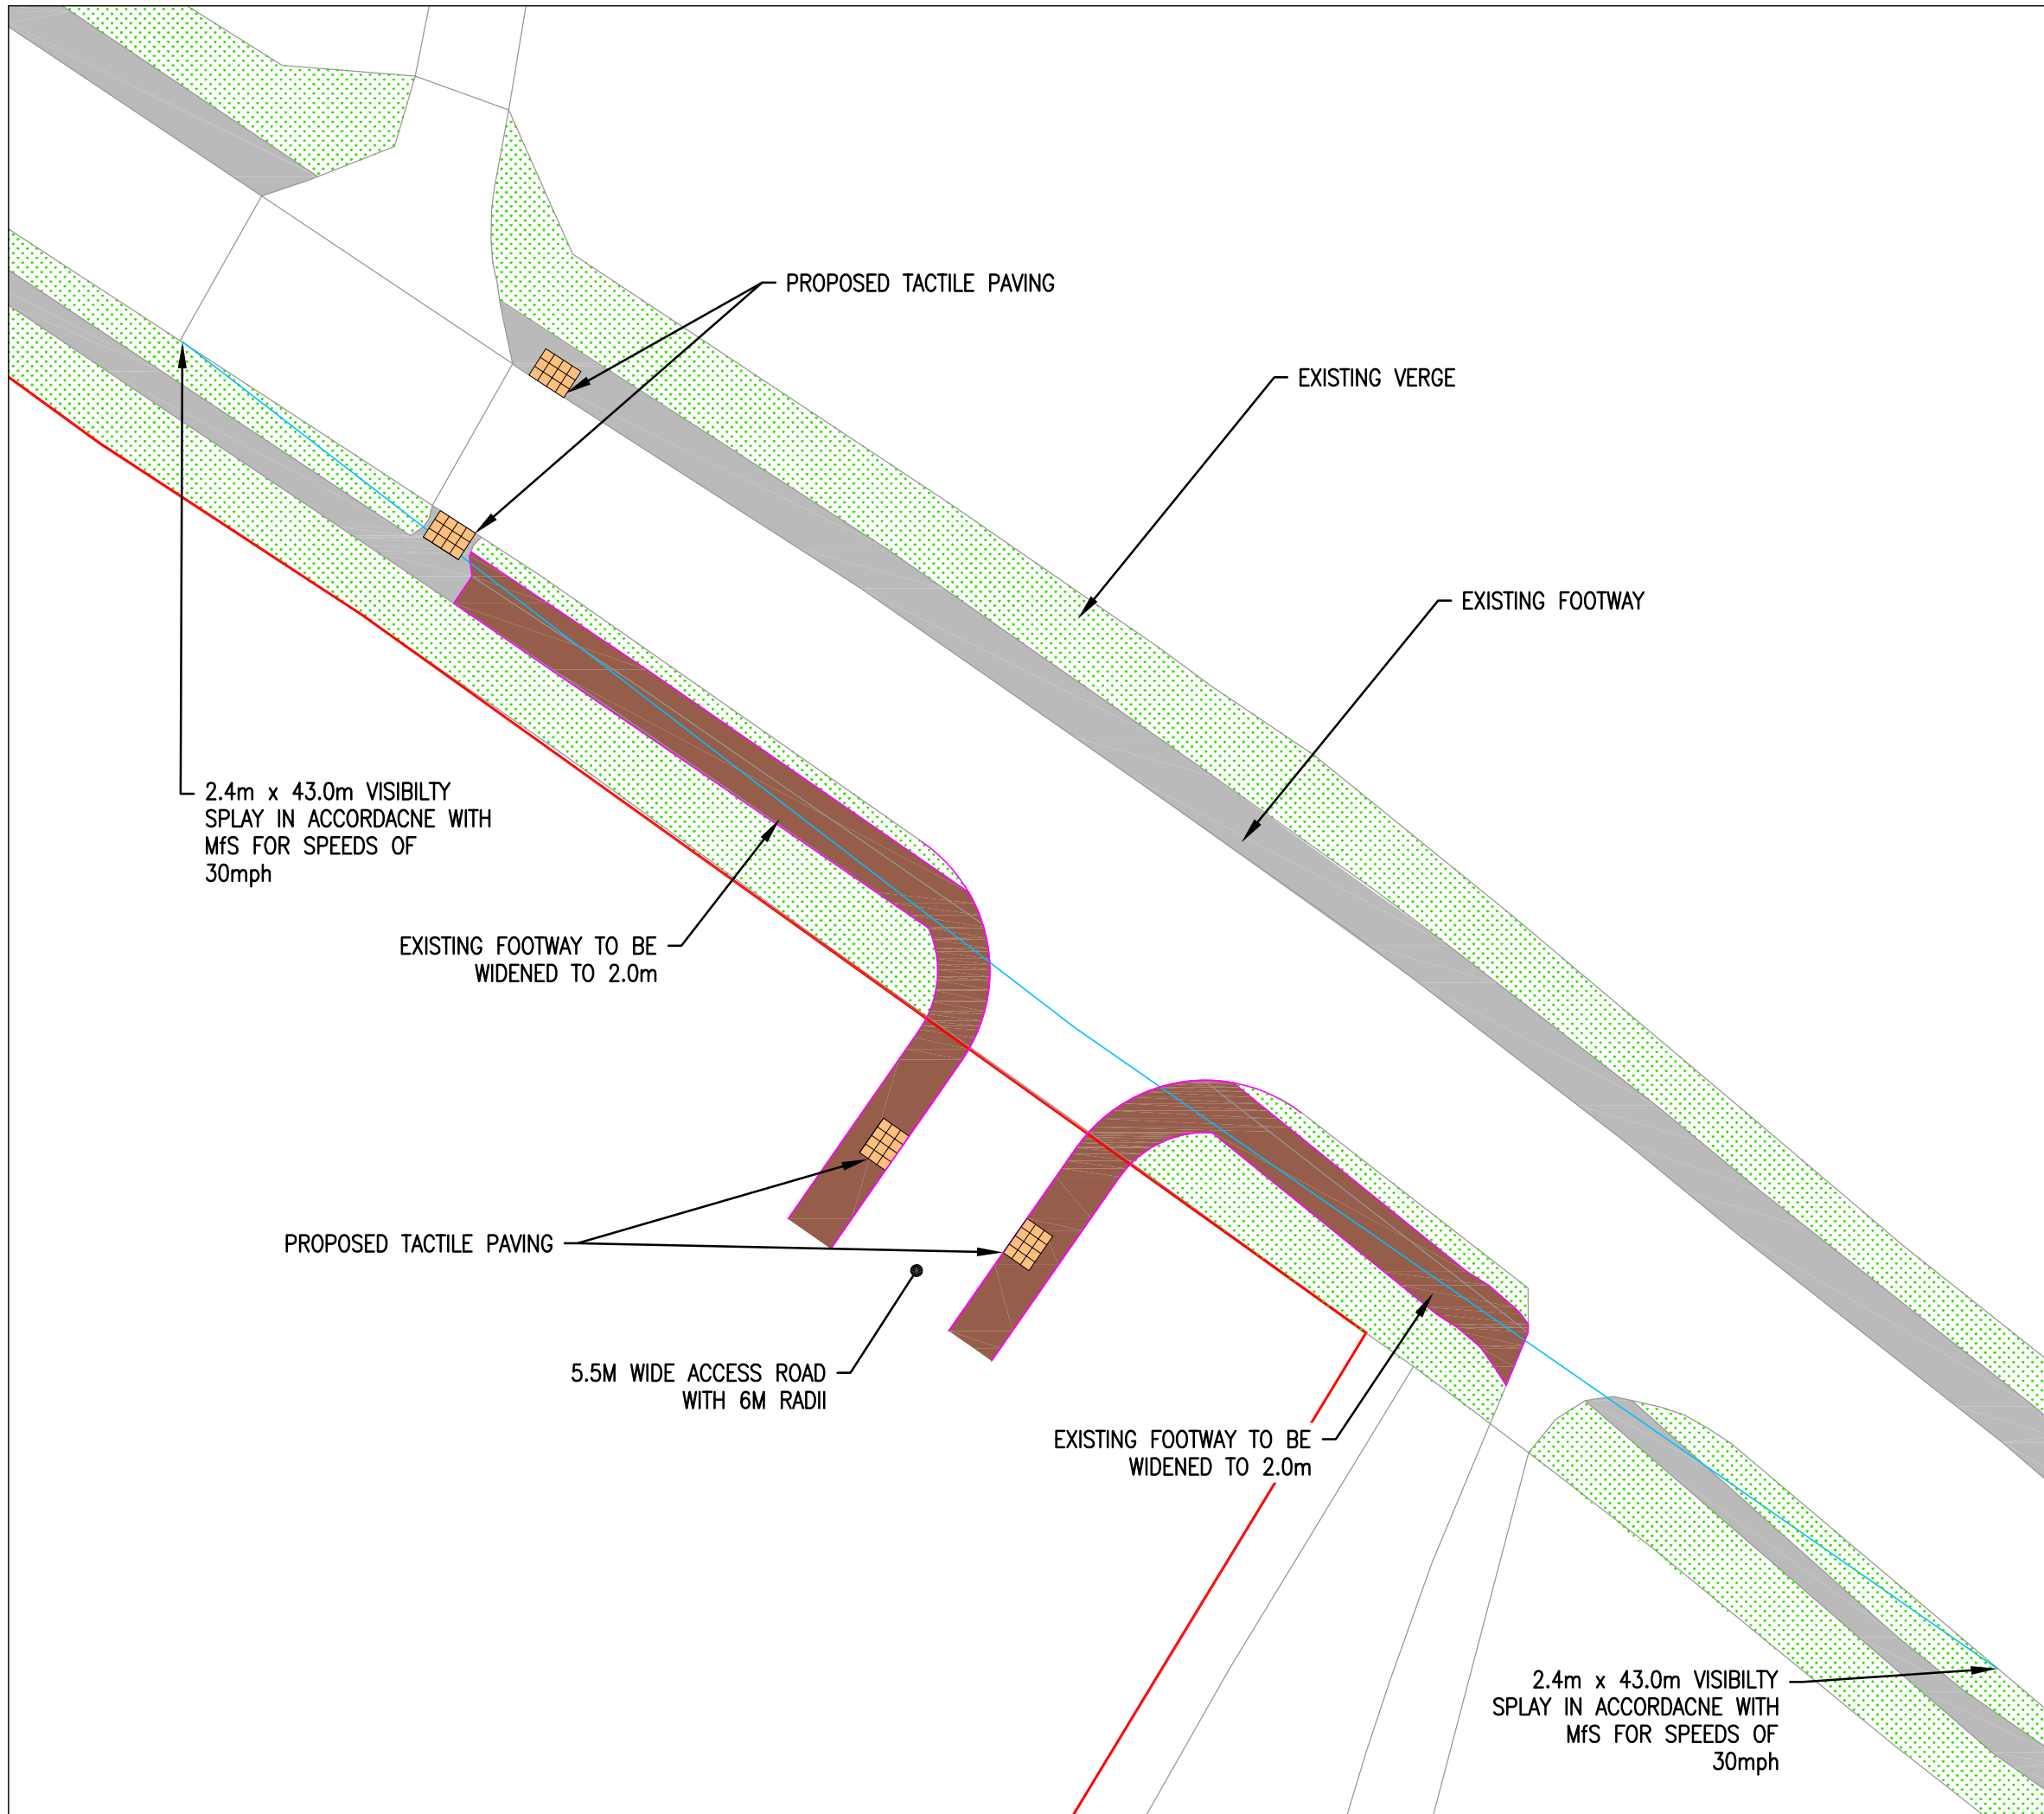 PROPOSED TACTILE PAVING
EXISTING VERGE
EXISTING FOOTWAY
2.4m x 43.0m VISIBILTY
SPLAY IN ACCORDACNE WITH
MfS FOR SPEEDS OF
30mph
EXISTING FOOTWAY TO BE
WIDENED TO 2.0m
PROPOSED TACTILE PAVING
5.5M WIDE ACCESS ROAD
WITH 6M RADII
EXISTING FOOTWAY TO BE
WIDENED TO 2.0m
2.4m x 43.0m VISIBILTY
SPLAY IN ACCORDACNE WITH
MfS FOR SPEEDS OF
30mph